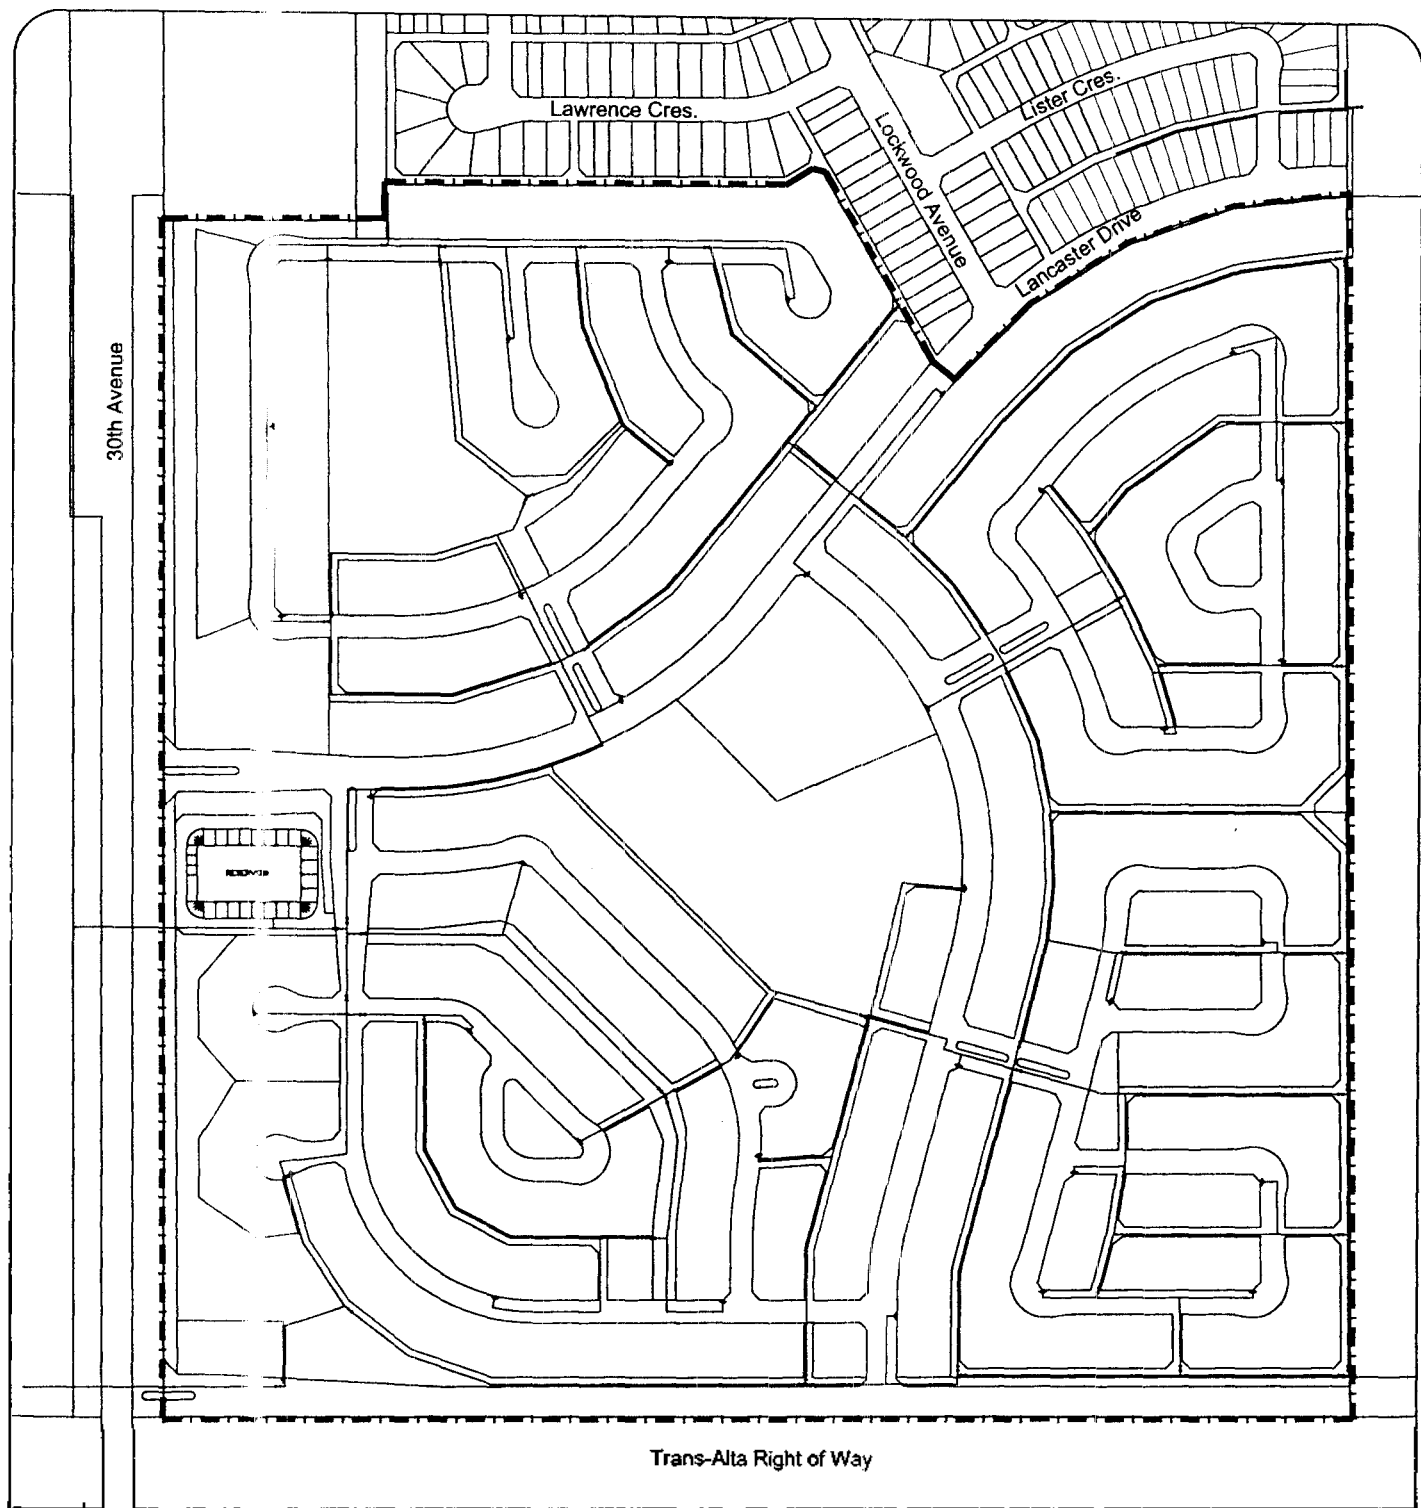 Lawrence Cres.
Lister Cres.
Lockwood Avenue
Lancaster Drive
30th Avenue
Trans-Alta Right of Way